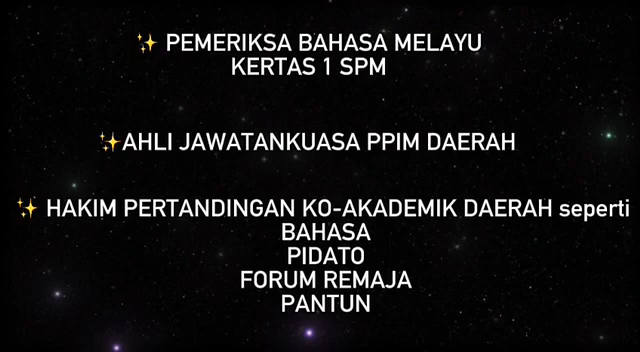 ✨ PEMERIKSA BAHASA MELAYU
KERTAS 1 SPM
✨AHLI JAWATANKUASA PPIM DAERAH
✨ HAKIM PERTANDINGAN KO-AKADEMIK DAERAH seperti
BAHASA
PIDATO
FORUM REMAJA
PANTUN